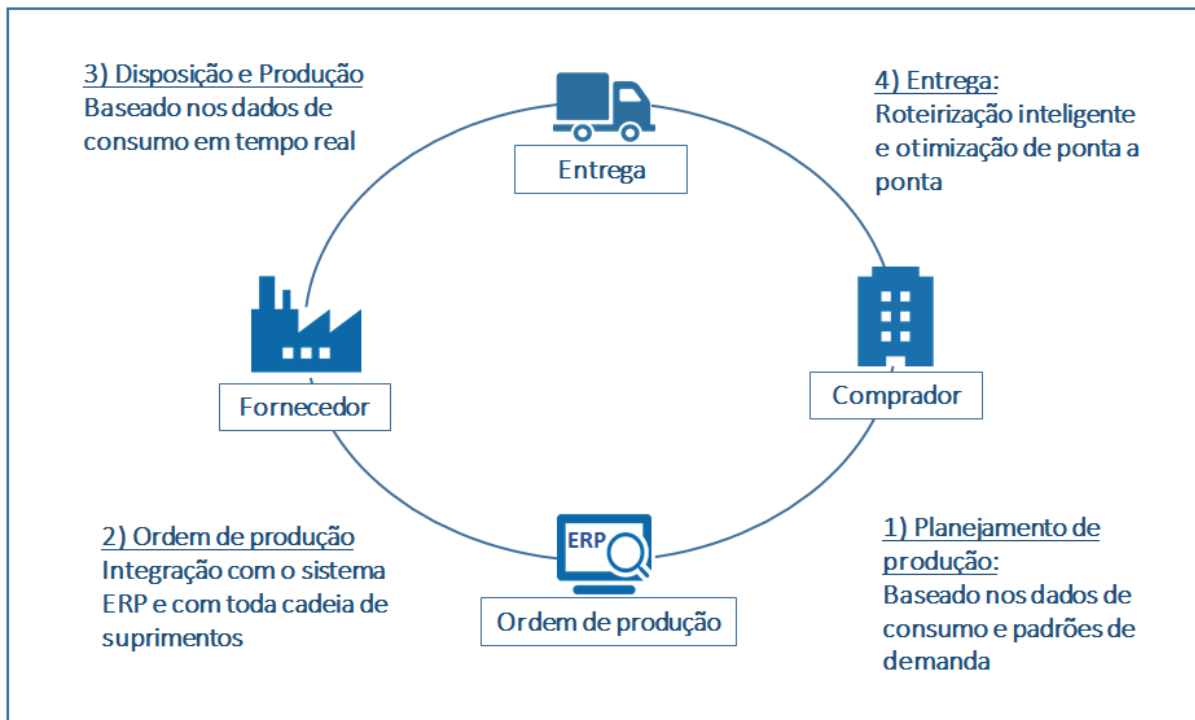 3) Disposição e Produção
Baseado nos dados de
consumo em tempo real
Entrega
4) Entrega:
Roteirização inteligente
e otimização de ponta a
ponta
Fornecedor
Comprador
2) Ordem de produção
Integração com o sistema
ERP e com toda cadeia de
suprimentos
ERP
Ordem de produção
1) Planejamento de
produção:
Baseado nos dados de
consumo e padrões de
demanda